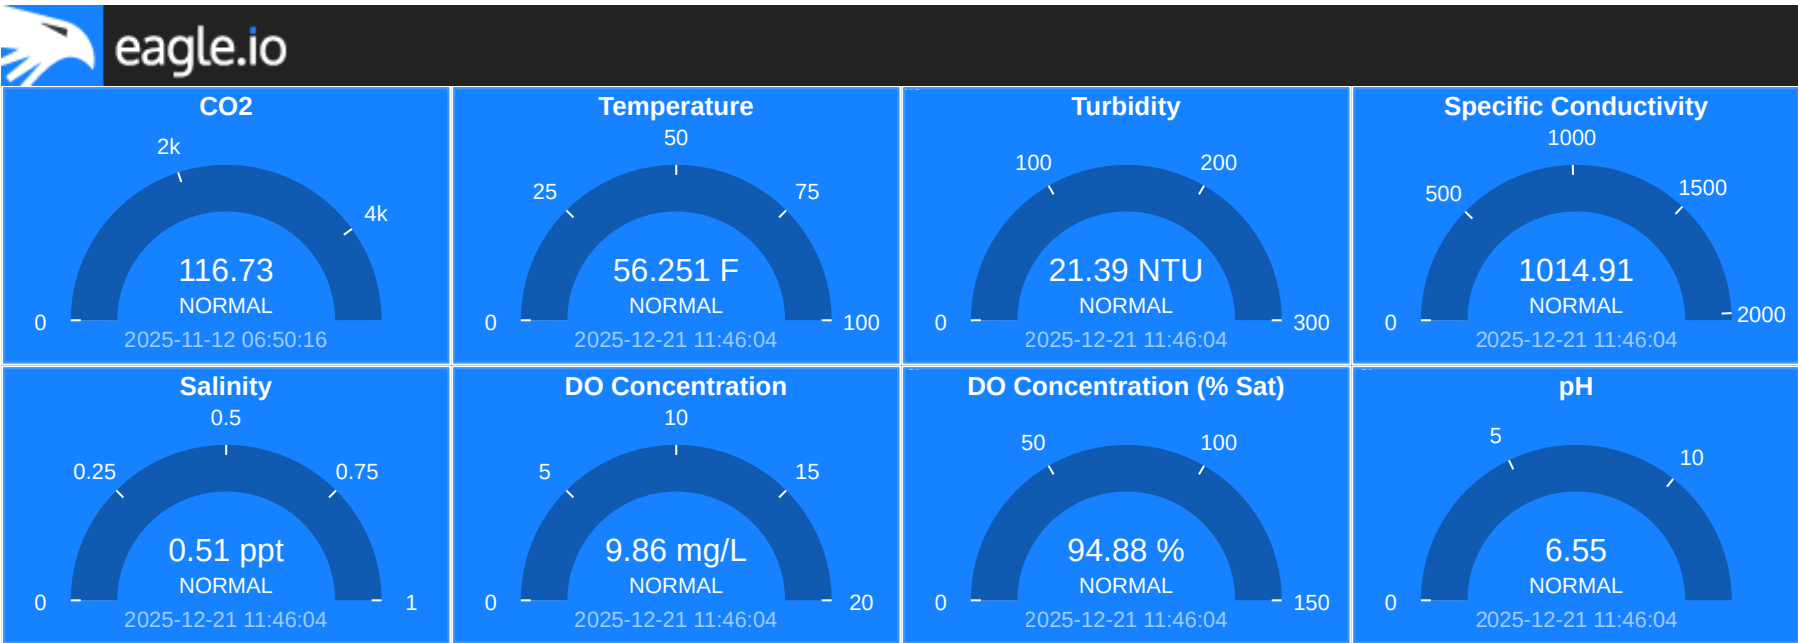 eagle.io
CO2
2k
4k
0
116.73
NORMAL
2025-11-12 06:50:16
Temperature
50
25
75
0
100
56.251 F
NORMAL
2025-12-21 11:46:04
Turbidity
100
200
0
300
21.39 NTU
NORMAL
2025-12-21 11:46:04
Specific Conductivity
1000
500
1500
0
2000
1014.91
NORMAL
2025-12-21 11:46:04
Salinity
0.5
0.25
0.75
0
1
0.51 ppt
NORMAL
2025-12-21 11:46:04
DO Concentration
10
5
15
0
20
9.86 mg/L
NORMAL
2025-12-21 11:46:04
DO Concentration (% Sat)
50
100
0
150
94.88 %
NORMAL
2025-12-21 11:46:04
pH
5
10
0
6.55
NORMAL
2025-12-21 11:46:04